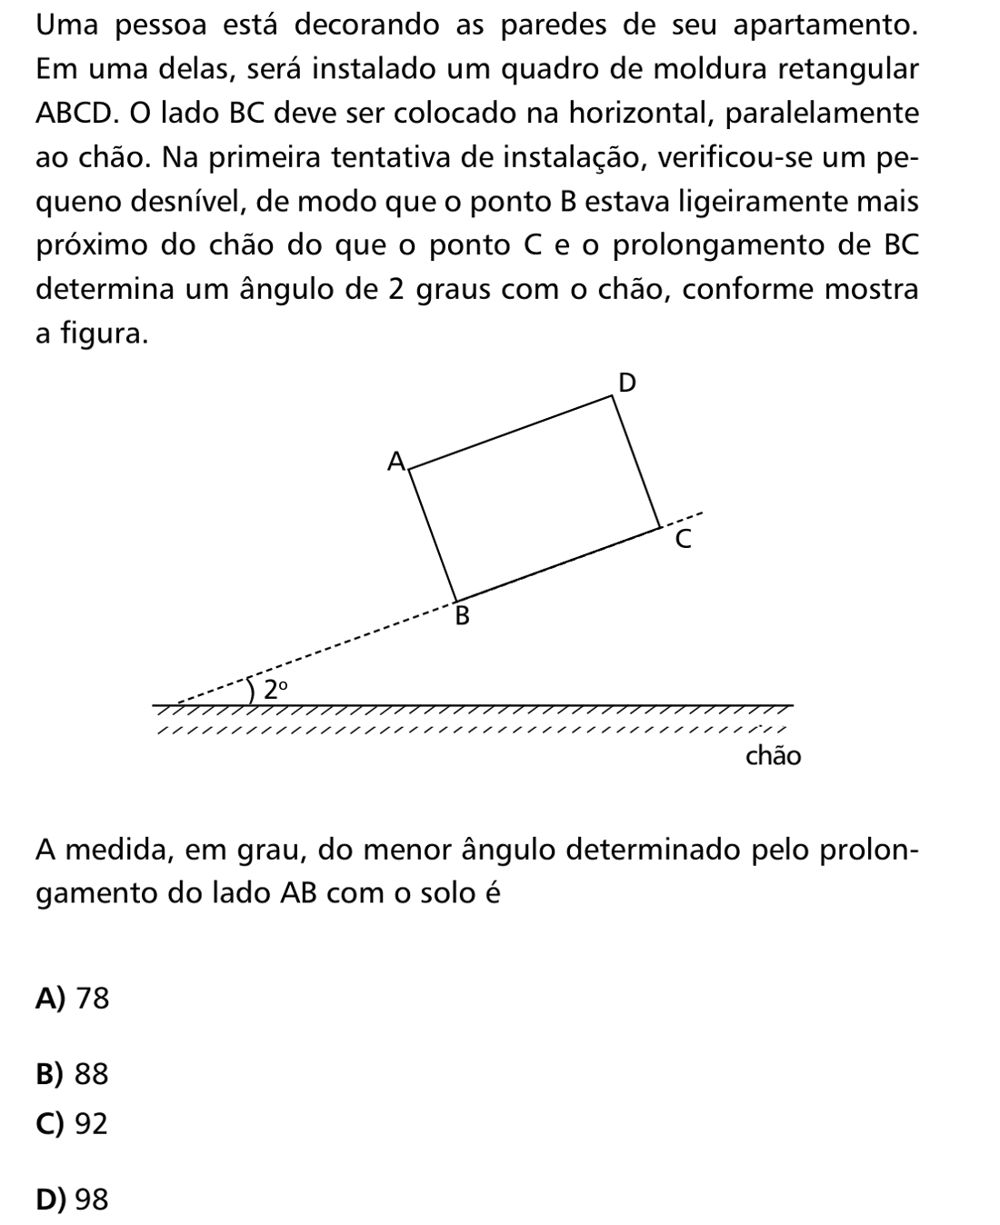 Uma pessoa está decorando as paredes de seu apartamento.
Em uma delas, será instalado um quadro de moldura retangular
ABCD. O lado BC deve ser colocado na horizontal, paralelamente
ao chão. Na primeira tentativa de instalação, verificou-se um pe-
queno desnível, de modo que o ponto B estava ligeiramente mais
próximo do chão do que o ponto C e o prolongamento de BC
determina um ângulo de 2 graus com o chão, conforme mostra
a figura.
D
A
C
B
2º
chão
A medida, em grau, do menor ângulo determinado pelo prolon-
gamento do lado AB com o solo é
A) 78
B) 88
C) 92
D) 98